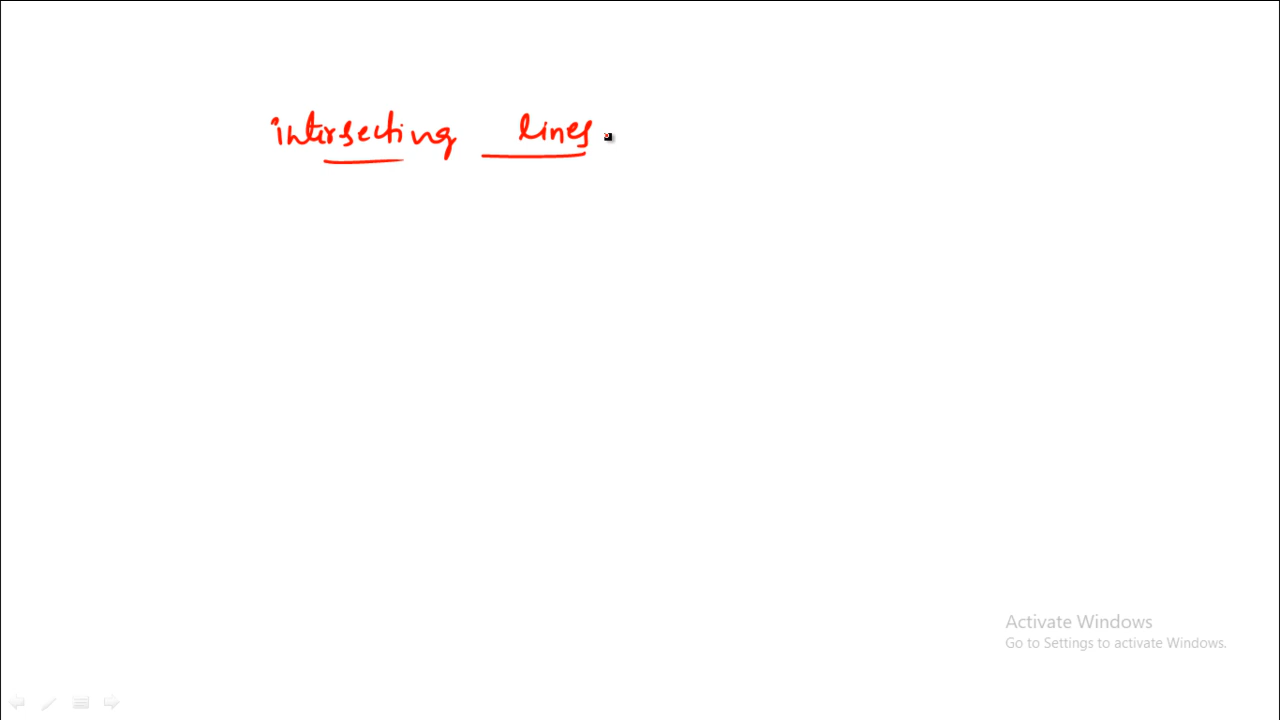 intersecting lines
Activate Windows
Go to Settings to activate Windows.